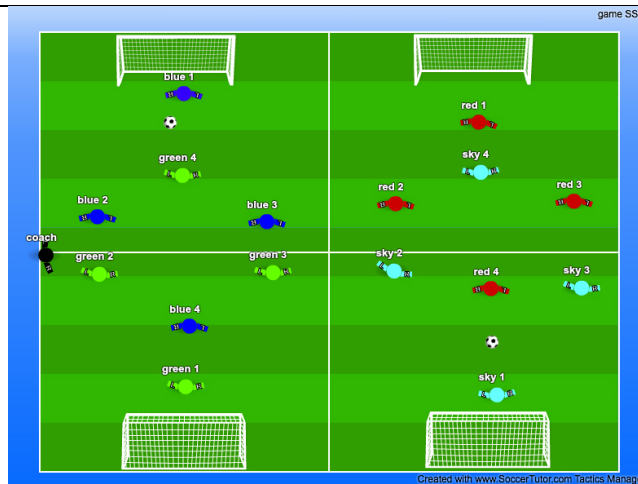 game SS
blue 1
red 1
green 4
sky 4
red 2
red 3
blue 2
blue 3
coach
green 2
green 3
sky 2
red 4
sky 3
blue 4
green 1
sky 1
Created with www.SoccerTutor.com Tactics Manag